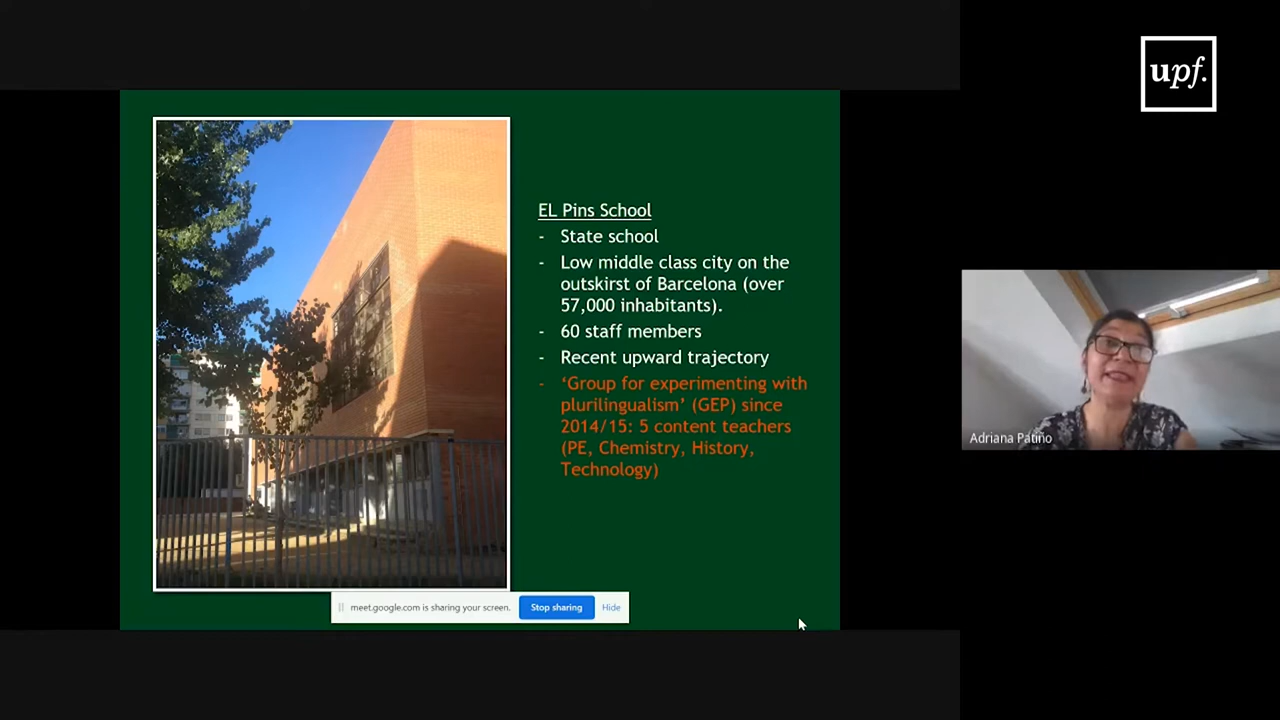 upf.
EL Pins School
- State school
- Low middle class city on the
outskirst of Barcelona (over
57,000 inhabitants).
- 60 staff members
- Recent upward trajectory
- ‘Group for experimenting with
plurilingualism’ (GEP) since
2014/15: 5 content teachers
(PE, Chemistry, History,
Technology)
Adriana Patiño
meet.google.com is sharing your screen.
Stop sharing
Hide